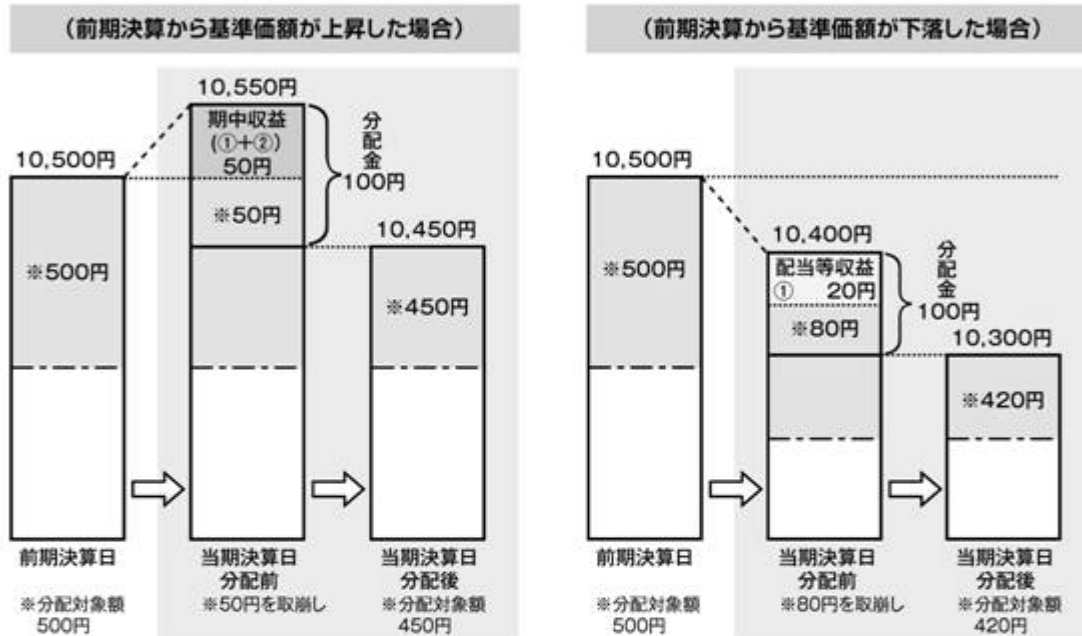 (前期決算から基準価額が上昇した場合)
10,550円
期中収益
(①+②)
50円
分配金
100円
10,500円
※50円
10,450円
※500円
※450円
前期決算日
当期決算日
分配前
当期決算日
分配後
※分配対象額
500円
※50円を取崩し
※分配対象額
450円
(前期決算から基準価額が下落した場合)
10,500円
10,400円
配当等収益
① 20円
分配金
100円
※500円
※80円
10,300円
※420円
前期決算日
当期決算日
分配前
当期決算日
分配後
※分配対象額
500円
※80円を取崩し
※分配対象額
420円